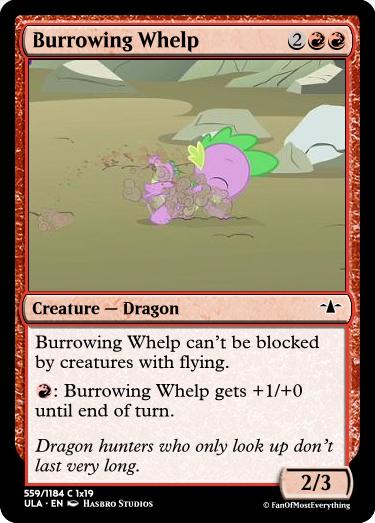 Burrowing Whelp 2
Creature — Dragon
Burrowing Whelp can't be blocked
by creatures with flying.
: Burrowing Whelp gets +1/+0
until end of turn.
Dragon hunters who only look up don't
last very long.
2/3
559/1184 C 1x19
ULA • EN Hasbro Studios
© FanOfMostEverything